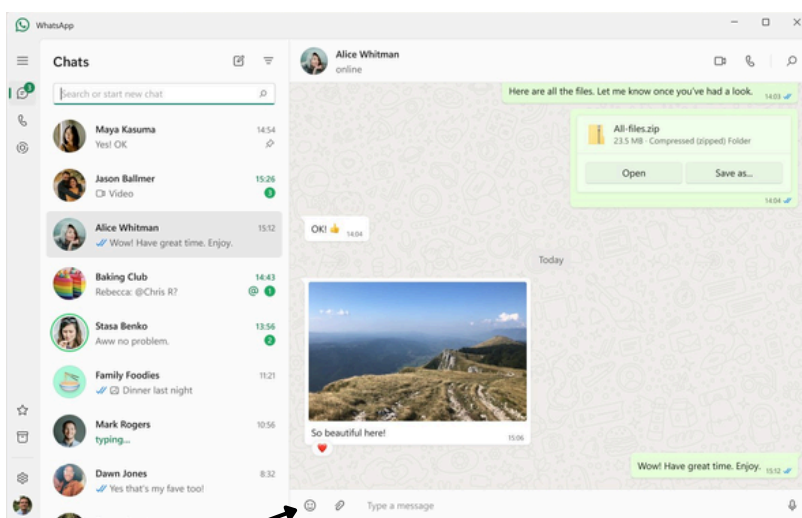 WhatsApp
3
Chats
Search or start new chat
Maya Kasuma 14:54
Yes! OK
Jason Ballmer 15:26
Video 3
Alice Whitman 15:12
Wow! Have great time. Enjoy.
Baking Club 14:43
Rebecca: @Chris R? @ 1
Stasa Benko 13:56
Aww no problem. 2
Family Foodies 11:21
Dinner last night
Mark Rogers 10:56
typing...
Dawn Jones 8:32
Yes that's my fave too!
Alice Whitman
online
Here are all the files. Let me know once you've had a look. 14:03
All-files.zip
23.5 MB · Compressed (zipped) Folder
Open Save as...
14:04
OK! 14:04
Today
So beautiful here!
15:06
Wow! Have great time. Enjoy. 15:12
Type a message